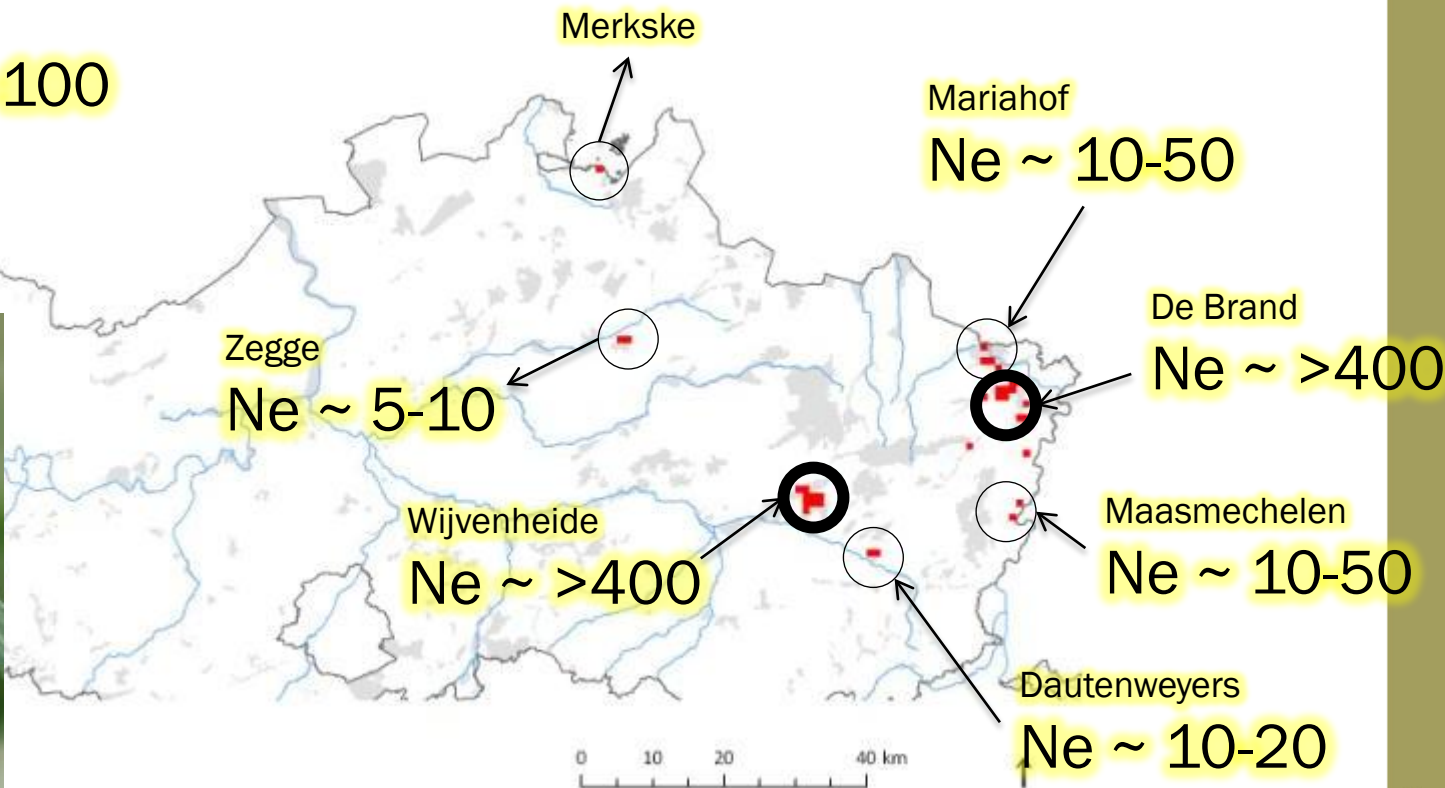 Merkske
100
Mariahof
Ne ~ 10-50
De Brand
Ne ~ >400
Zegge
Ne ~ 5-10
Wijvenheide
Ne ~ >400
Maasmechelen
Ne ~ 10-50
Dautenweyers
Ne ~ 10-20
0 10 20 40 km